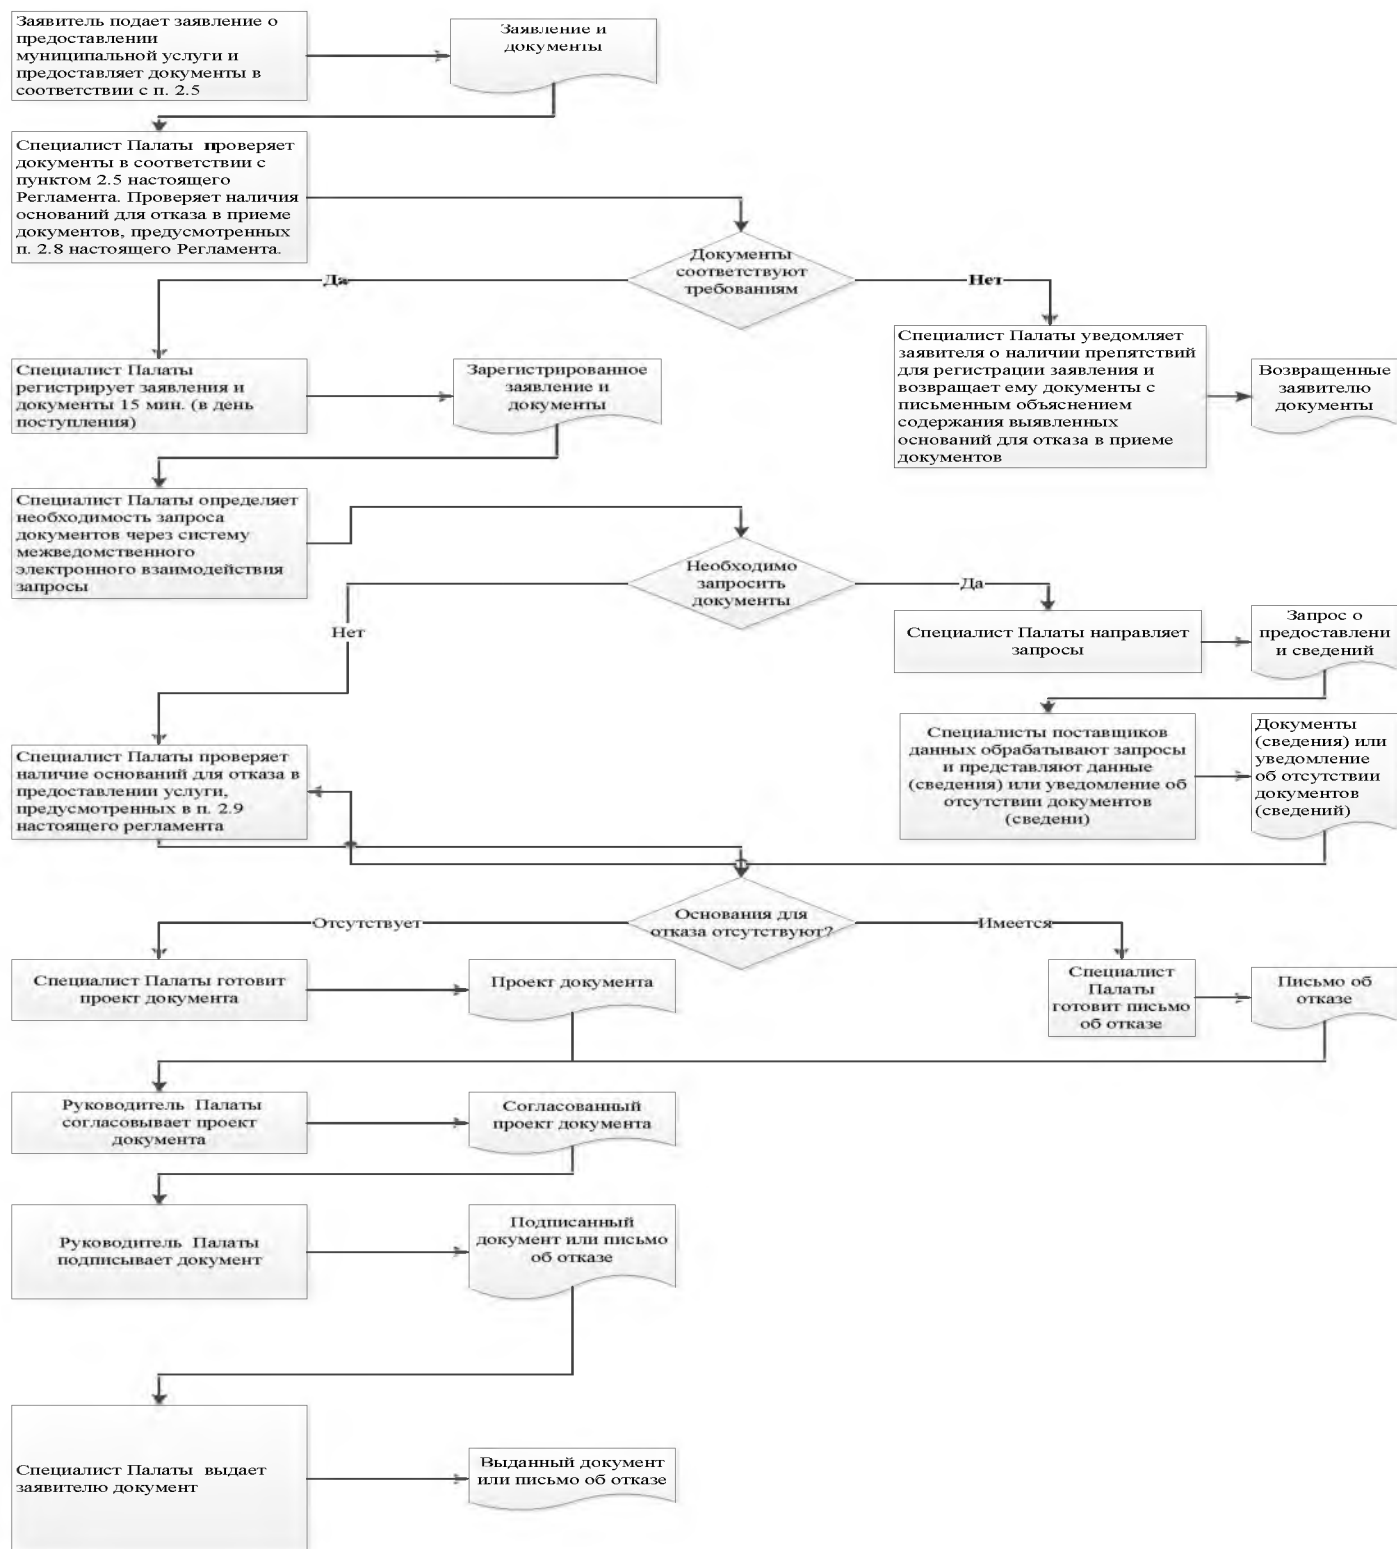 Заявитель подает заявление о
предоставлении
муниципальной услуги и
предоставляет документы в
соответствии с п. 2.5
Заявление и
документы
Специалист Палаты проверяет
документы в соответствии с
пунктом 2.5 настоящего
Регламента. Проверяет наличия
оснований для отказа в приеме
документов, предусмотренных
п. 2.8 настоящего Регламента.
Документы
соответствуют
требованиям
Да
Нет
Специалист Палаты
регистрирует заявления и
документы 15 мин. (в день
поступления)
Зарегистрированное
заявление и
документы
Специалист Палаты уведомляет
заявителя о наличии препятствий
для регистрации заявления и
возвращает ему документы с
письменным объяснением
содержания выявленных
оснований для отказа в приеме
документов
Возвращенные
заявителю
документы
Специалист Палаты определяет
необходимость запроса
документов через систему
межведомственного
электронного взаимодействия
запросы
Необходимо
запросить
документы
Да
Нет
Специалист Палаты направляет
запросы
Запрос о
предоставлени
и сведений
Специалисты поставщиков
данных обрабатывают запросы
и представляют данные
(сведения) или уведомление об
отсутствии документов
(сведени)
Документы
(сведения) или
уведомление
об отсутствии
документов
(сведений)
Специалист Палаты проверяет
наличие оснований для отказа в
предоставлении услуги,
предусмотренных в п. 2.9
настоящего регламента
Основания для
отказа отсутствуют?
Отсутствует
Имеется
Специалист Палаты готовит
проект документа
Проект документа
Специалист
Палаты
готовит письмо
об отказе
Письмо об
отказе
Руководитель Палаты
согласовывает проект
документа
Согласованный
проект документа
Руководитель Палаты
подписывает документ
Подписанный
документ или письмо
об отказе
Специалист Палаты выдает
заявителю документ
Выданный документ
или письмо об отказе